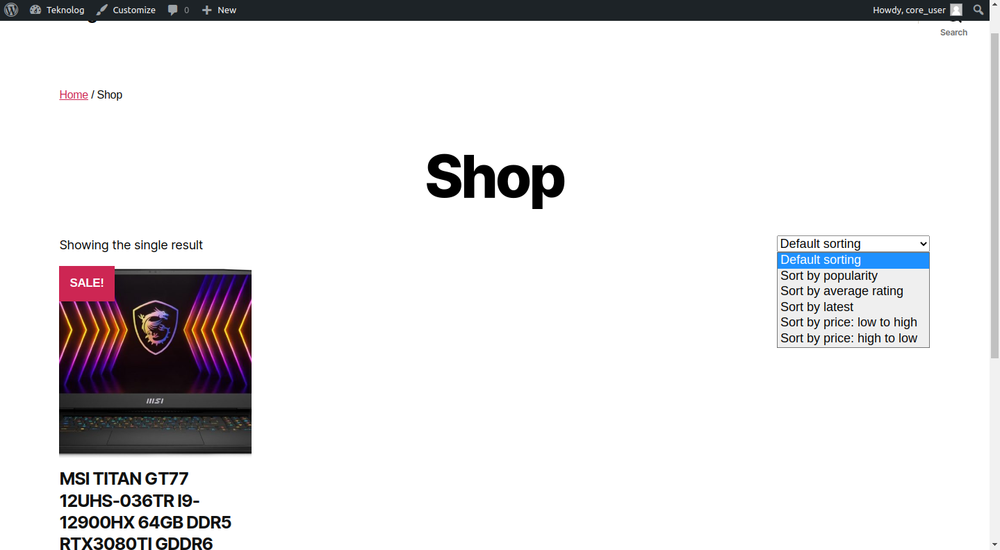 Teknolog Customize 0 New Howdy, core_user
Search
Home / Shop
Shop
Showing the single result
Default sorting
Default sorting
Sort by popularity
Sort by average rating
Sort by latest
Sort by price: low to high
Sort by price: high to low
SALE!
msi
MSI TITAN GT77
12UHS-036TR I9-
12900HX 64GB DDR5
RTX3080TI GDDR6